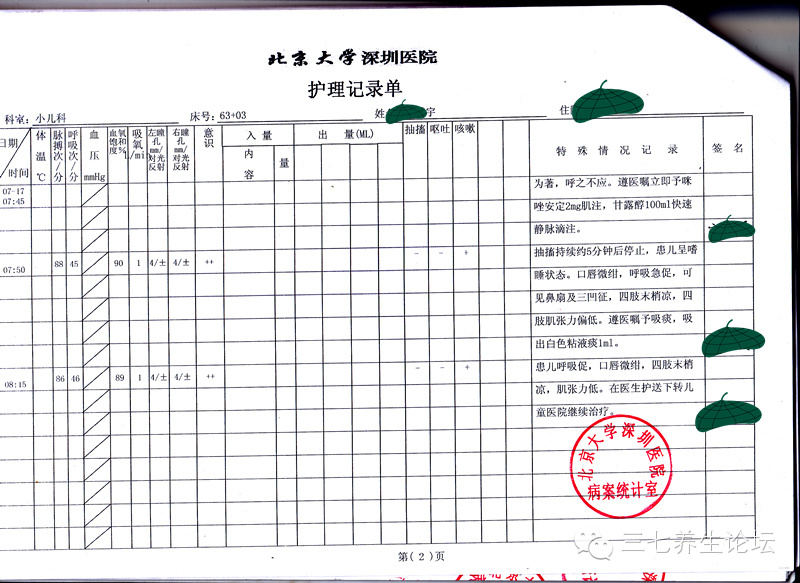 北京大学深圳医院
护理记录单
科室: 小儿科 床号: 63+03 姓 宇 住
日期 时间 体温 ℃ 脉搏次/分 呼吸次/分 血压 mmHg 血氧饱和度% 吸氧 l/mi 左瞳孔mm/对光反射 右瞳孔mm/对光反射 意识 入 量 内容 量 出 量(ML) 抽搐 呕吐 咳嗽 特 殊 情 况 记 录 签 名
07-17 为著，呼之不应。遵医嘱立即予咪
07:45 唑安定2mg肌注，甘露醇100ml快速
静脉滴注。
07:50 88 45 90 1 4/± 4/± ++ － － + 抽搐持续约5分钟后停止，患儿呈嗜
睡状态。口唇微绀，呼吸急促，可
见鼻扇及三凹征，四肢末梢凉，四
肢肌张力偏低。遵医嘱予吸痰，吸
出白色粘液痰1ml。
08:15 86 46 89 1 4/± 4/± ++ － － + 患儿呼吸促，口唇微绀，四肢末梢
凉，肌张力低。在医生护送下转儿
童医院继续治疗。
北京大学深圳医院
病案统计室
三七养生论坛
第( 2 )页